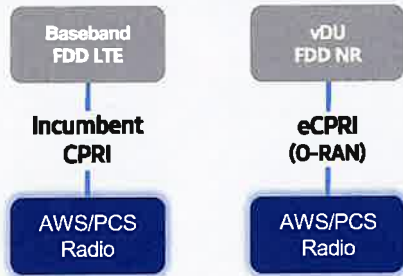 Baseband
FDD LTE
Incumbent
CPRI
AWS/PCS
Radio
vDU
FDD NR
eCPRI
(O-RAN)
AWS/PCS
Radio